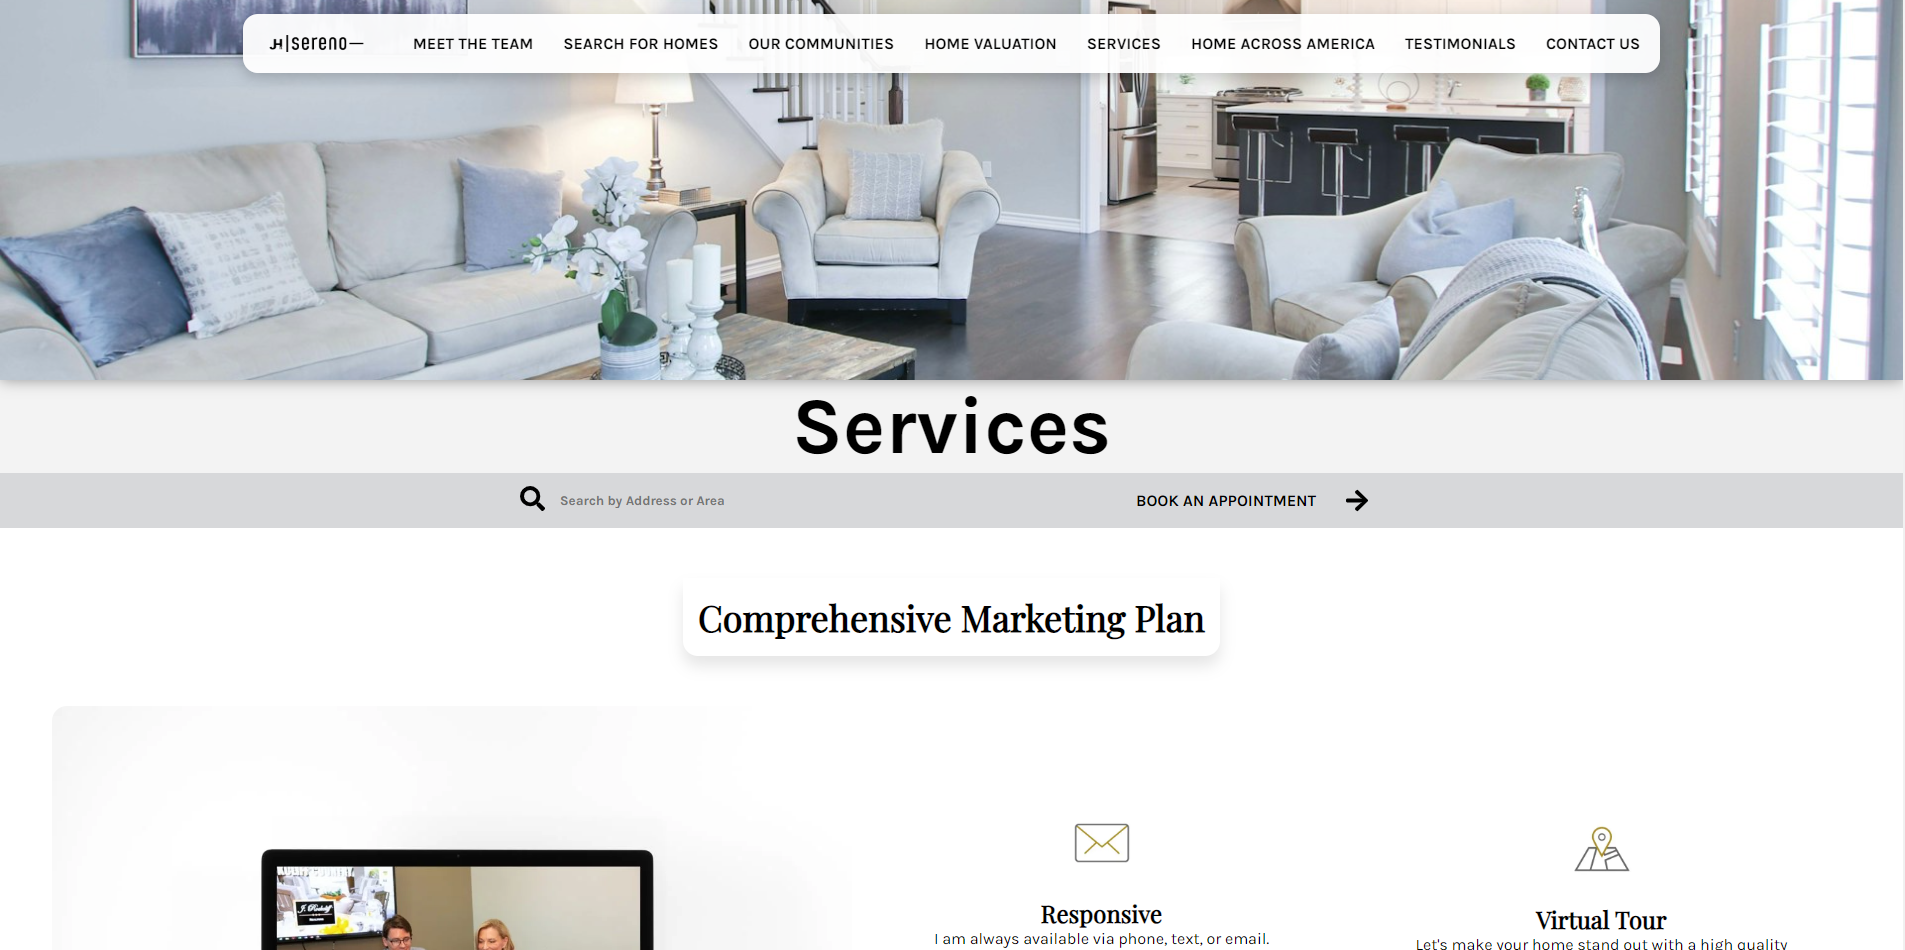 JH|sereno—
MEET THE TEAM
SEARCH FOR HOMES
OUR COMMUNITIES
HOME VALUATION
SERVICES
HOME ACROSS AMERICA
TESTIMONIALS
CONTACT US
Services
Search by Address or Area
BOOK AN APPOINTMENT
Comprehensive Marketing Plan
Responsive
I am always available via phone, text, or email.
Virtual Tour
Let's make your home stand out with a high quality